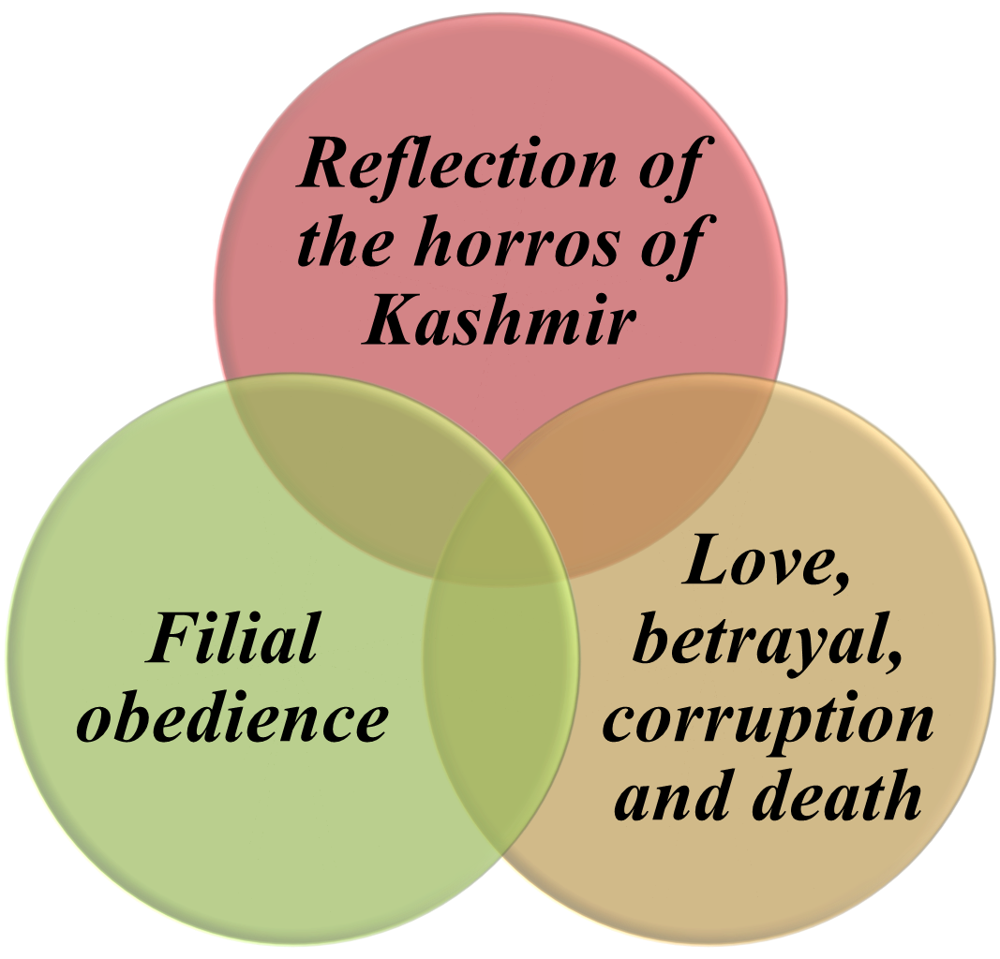 Reflection of
the horros of
Kashmir
Filial
obedience
Love,
betrayal,
corruption
and death